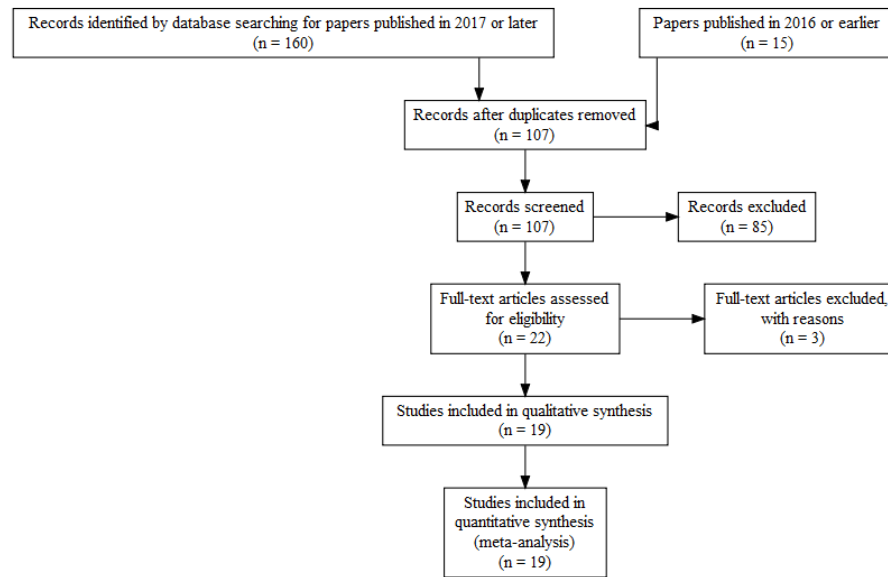 Records identified by database searching for papers published in 2017 or later
(n = 160)
Papers published in 2016 or earlier
(n = 15)
Records after duplicates removed
(n = 107)
Records screened
(n = 107)
Records excluded
(n = 85)
Full-text articles assessed
for eligibility
(n = 22)
Full-text articles excluded,
with reasons
(n = 3)
Studies included in qualitative synthesis
(n = 19)
Studies included in
quantitative synthesis
(meta-analysis)
(n = 19)